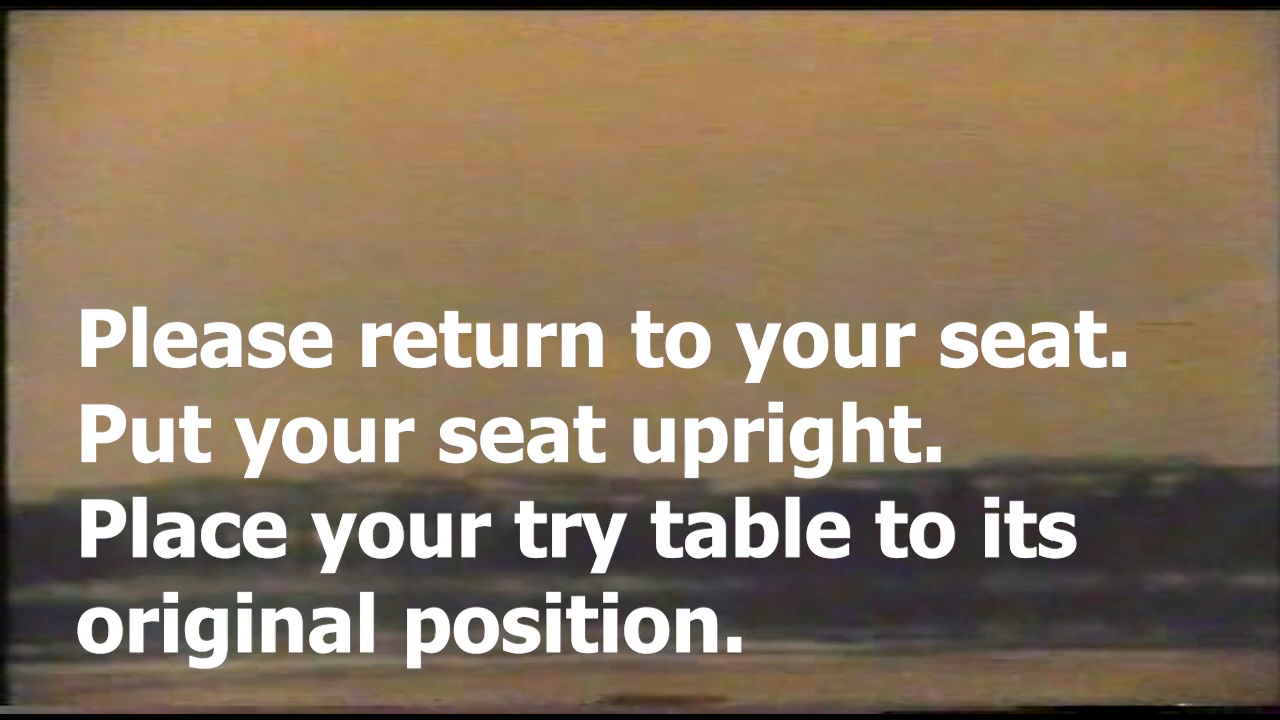 Please return to your seat.
Put your seat upright.
Place your try table to its
original position.